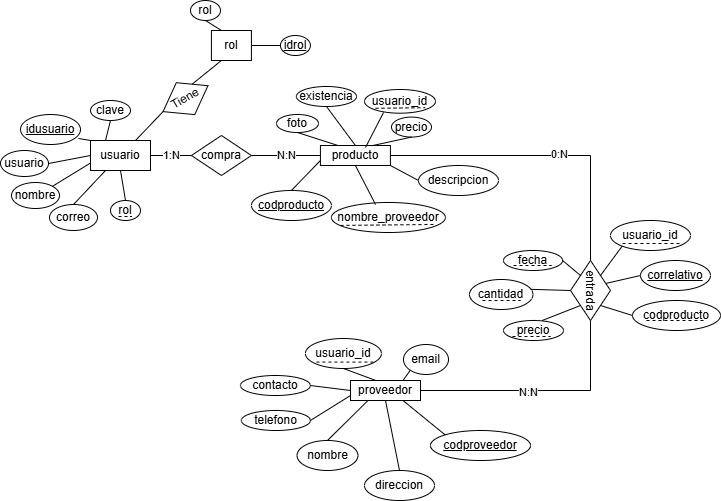 rol
rol
idrol
Tiene
clave
idusuario
usuario
usuario
nombre
correo
rol
1:N
compra
N:N
existencia
usuario_id
foto
precio
producto
descripcion
codproducto
nombre_proveedor
0:N
usuario_id
fecha
correlativo
cantidad
entrada
codproducto
precio
usuario_id
email
contacto
proveedor
N:N
telefono
nombre
codproveedor
direccion